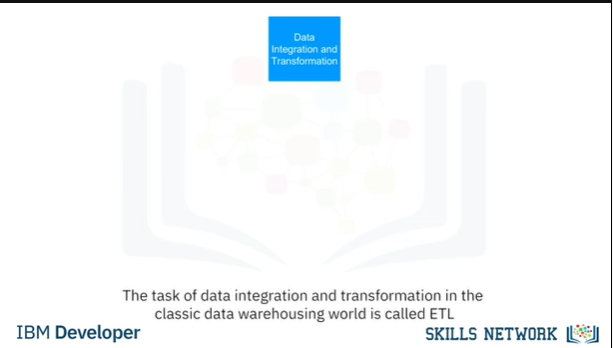 Data
Integration and
Transformation
The task of data integration and transformation in the
classic data warehousing world is called ETL
IBM Developer
SKILLS NETWORK